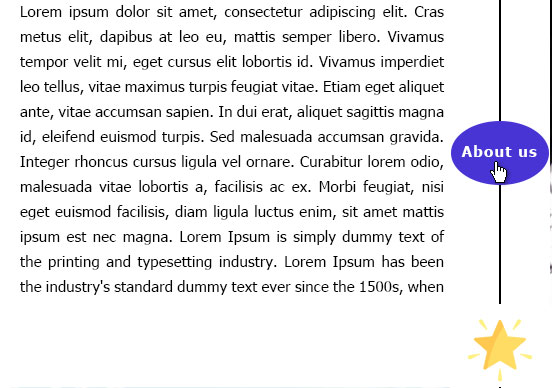 Lorem ipsum dolor sit amet, consectetur adipiscing elit. Cras
metus elit, dapibus at leo eu, mattis semper libero. Vivamus
tempor velit mi, eget cursus elit lobortis id. Vivamus imperdiet
leo tellus, vitae maximus turpis feugiat vitae. Etiam eget aliquet
ante, vitae accumsan sapien. In dui erat, aliquet sagittis magna
id, eleifend euismod turpis. Sed malesuada accumsan gravida.
Integer rhoncus cursus ligula vel ornare. Curabitur lorem odio,
malesuada vitae lobortis a, facilisis ac ex. Morbi feugiat, nisi
eget euismod facilisis, diam ligula luctus enim, sit amet mattis
ipsum est nec magna. Lorem Ipsum is simply dummy text of
the printing and typesetting industry. Lorem Ipsum has been
the industry's standard dummy text ever since the 1500s, when
About us